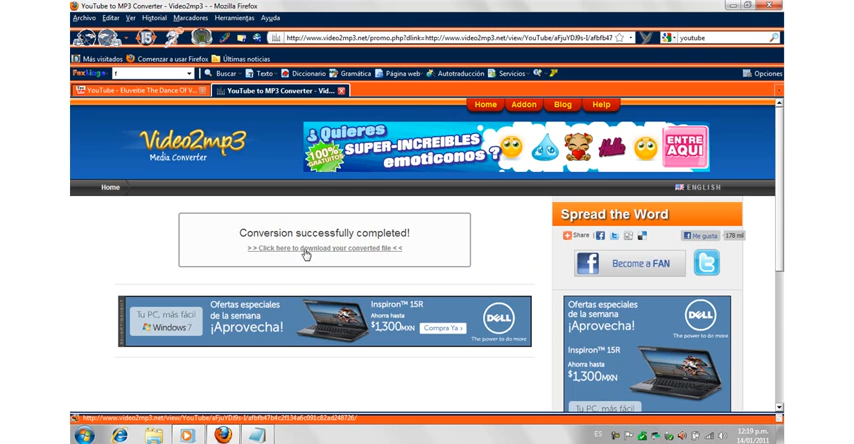 YouTube to MP3 Converter - Video2mp3 - - Mozilla Firefox
Archivo Editar Ver Historial Marcadores Herramientas Ayuda
http://www.video2mp3.net/promo.php?dlink=http://www.video2mp3.net/view/YouTube/aFjuYDJ9s-I/afbfb47
youtube
Más visitados Comenzar a usar Firefox Últimas noticias
f Buscar Texto Diccionario Gramática Página web Autotraducción Servicios Opciones
YouTube - Eluveitie The Dance Of V... YouTube to MP3 Converter - Vid...
Home Addon Blog Help
Video2mp3
Media Converter
¿Quieres
SUPER-INCREIBLES
emoticonos ?
100%
GRATUITOS
Hello
ENTRE
AQUI
Home
ENGLISH
Conversion successfully completed!
> > Click here to download your converted file < <
Spread the Word
Share Me gusta 178 mil
Become a FAN
Tu PC, más fácil
Windows 7
Ofertas especiales
de la semana
¡Aprovecha!
Inspiron™ 15R
Ahorra hasta
$1,300MXN
Compra Ya ›
DELL
The power to do more
Ofertas especiales
de la semana
¡Aprovecha!
DELL
The power to do more
Inspiron™ 15R
Ahorra hasta
$1,300MXN
http://www.video2mp3.net/view/YouTube/aFjuYDJ9s-I/afbfb47b4c2f134a6c091c82ad248726/
ES
12:19 p.m.
14/01/2011